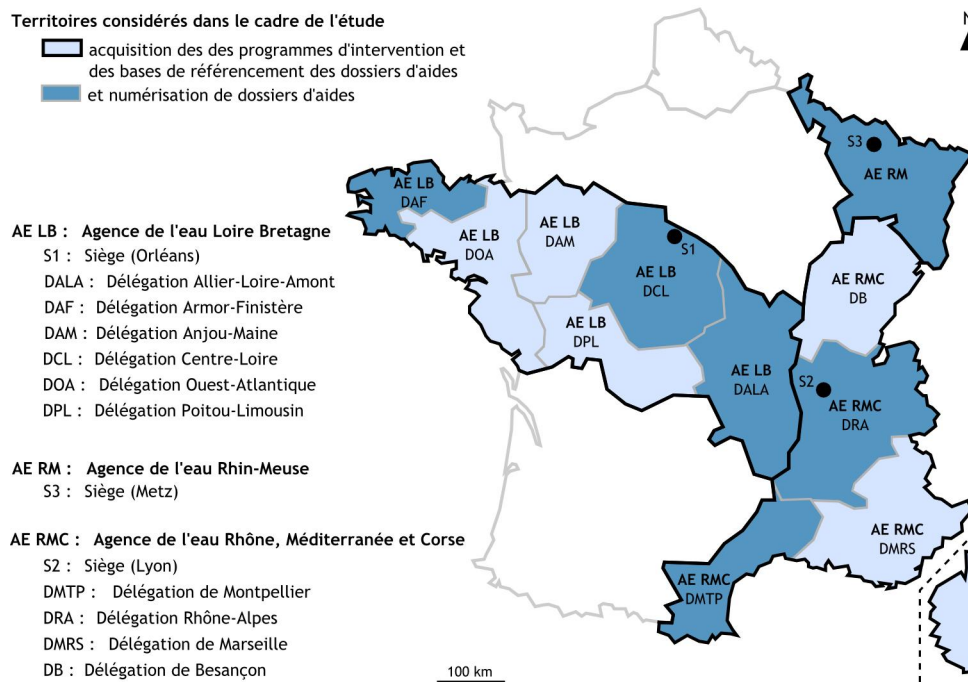 Territoires considérés dans le cadre de l'étude
acquisition des des programmes d'intervention et
des bases de référencement des dossiers d'aides
et numérisation de dossiers d'aides
N
S3
AE RM
AE LB
DAF
AE LB
DOA
AE LB
DAM
S1
AE LB
DCL
AE RMC
DB
AE LB
DPL
AE LB
DALA
S2
AE RMC
DRA
AE RMC
DMRS
AE RMC
DMTP
AE LB : Agence de l'eau Loire Bretagne
S1 : Siège (Orléans)
DALA : Délégation Allier-Loire-Amont
DAF : Délégation Armor-Finistère
DAM : Délégation Anjou-Maine
DCL : Délégation Centre-Loire
DOA : Délégation Ouest-Atlantique
DPL : Délégation Poitou-Limousin
AE RM : Agence de l'eau Rhin-Meuse
S3 : Siège (Metz)
AE RMC : Agence de l'eau Rhône, Méditerranée et Corse
S2 : Siège (Lyon)
DMTP : Délégation de Montpellier
DRA : Délégation Rhône-Alpes
DMRS : Délégation de Marseille
DB : Délégation de Besançon
100 km